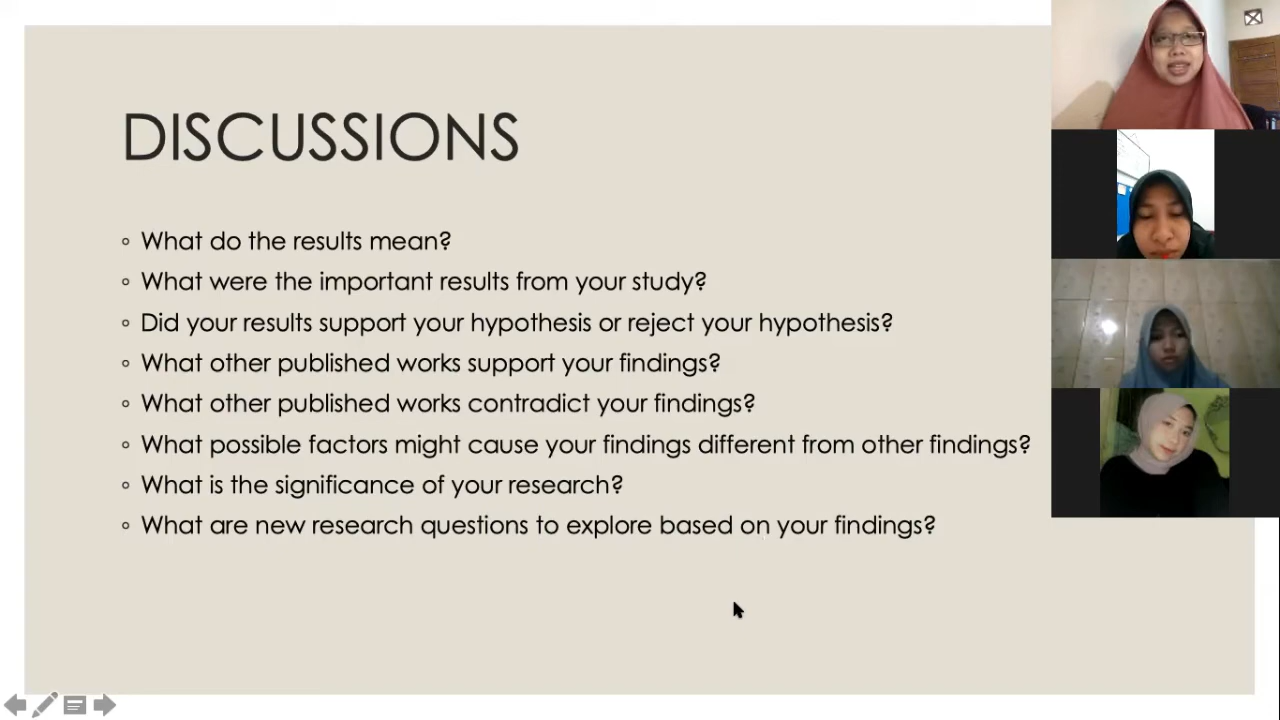 DISCUSSIONS
◦ What do the results mean?
◦ What were the important results from your study?
◦ Did your results support your hypothesis or reject your hypothesis?
◦ What other published works support your findings?
◦ What other published works contradict your findings?
◦ What possible factors might cause your findings different from other findings?
◦ What is the significance of your research?
◦ What are new research questions to explore based on your findings?